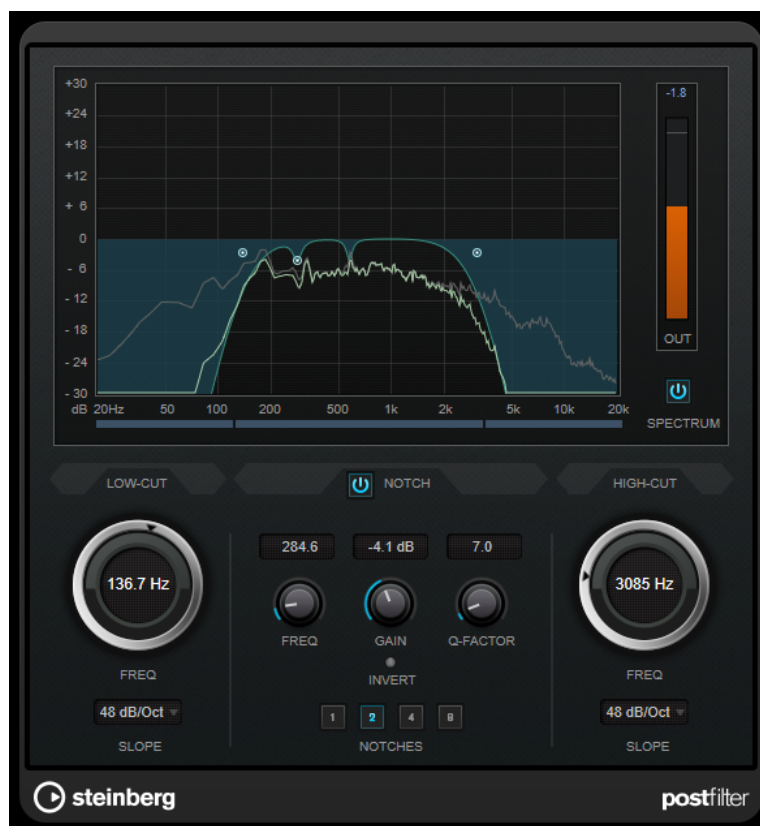 +30
-1.8
+24
+18
+12
+ 6
0
- 6
- 12
- 18
- 24
- 30
OUT
dB 20Hz 50 100 200 500 1k 2k 5k 10k 20k
SPECTRUM
LOW-CUT NOTCH HIGH-CUT
284.6 -4.1 dB 7.0
136.7 Hz 3085 Hz
FREQ GAIN Q-FACTOR
FREQ INVERT FREQ
48 dB/Oct 1 2 4 8 48 dB/Oct
SLOPE NOTCHES SLOPE
steinberg postfilter